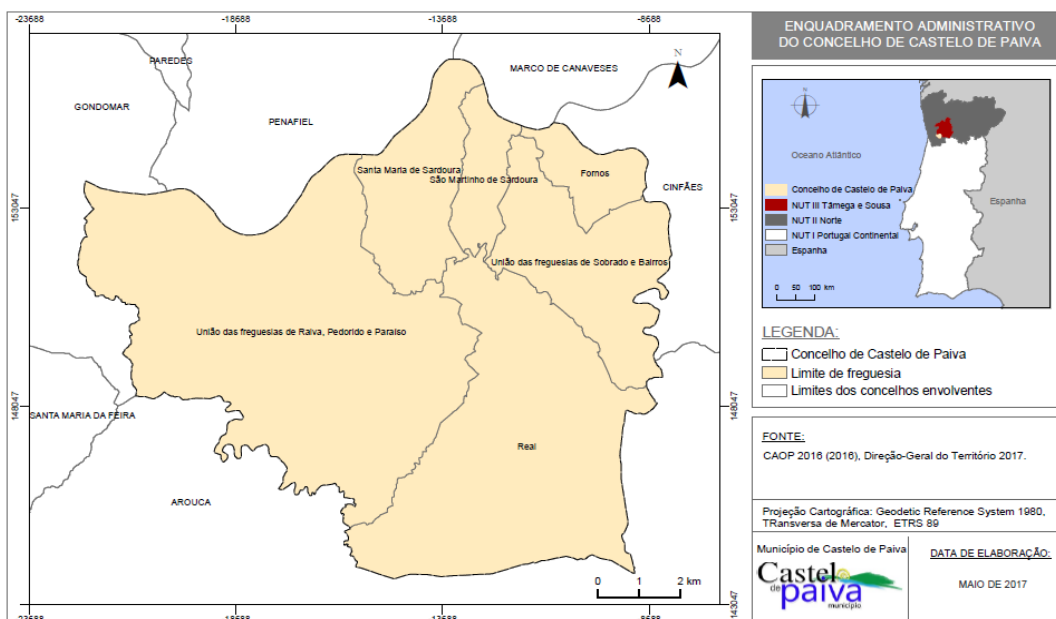 -23688
-18688
-13688
-8688
ENQUADRAMENTO ADMINISTRATIVO
DO CONCELHO DE CASTELO DE PAIVA
PAREDES
N
MARCO DE CANAVESES
GONDOMAR
PENAFIEL
Santa Maria de Sardoura
São Martinho de Sardoura
Fornos
CINFÃES
153047
153047
União das freguesias de Sobrado e Bairros
União das freguesias de Raiva, Pedorido e Paraíso
148047
148047
SANTA MARIA DA FEIRA
Real
AROUCA
0 1 2 km
143047
-23688
-18688
-13688
-8688
N
Oceano Atlântico
Espanha
Concelho de Castelo de Paiva
NUT III Tâmega e Sousa
NUT II Norte
NUT I Portugal Continental
Espanha
0 50 100 km
LEGENDA:
Concelho de Castelo de Paiva
Limite de freguesia
Limites dos concelhos envolventes
FONTE:
CAOP 2016 (2016), Direção-Geral do Território 2017.
Projeção Cartográfica: Geodetic Reference System 1980,
TRansversa de Mercator, ETRS 89
Município de Castelo de Paiva
Castel
de paiva
município
DATA DE ELABORAÇÃO:
MAIO DE 2017